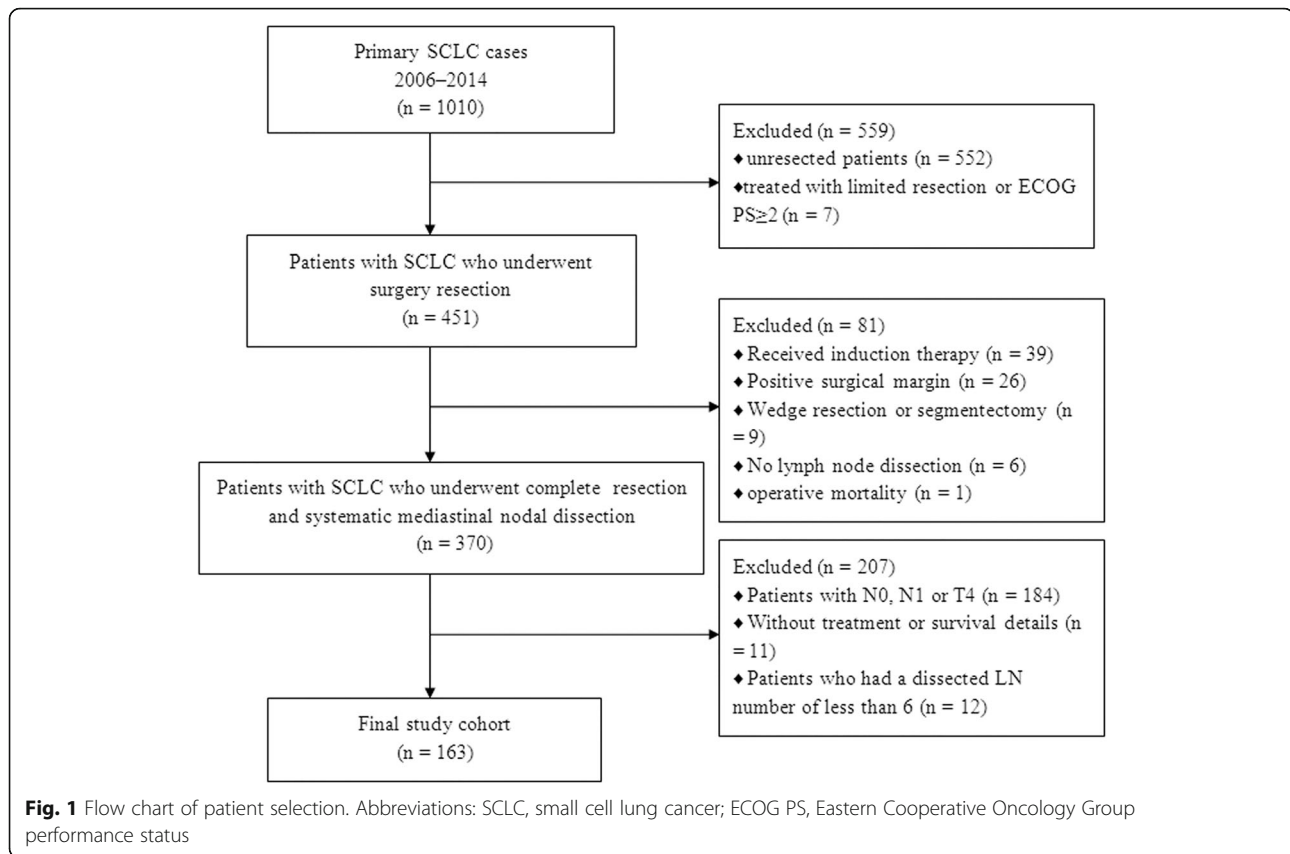 Primary SCLC cases
2006–2014
(n = 1010)
Excluded (n = 559)
♦ unresected patients (n = 552)
♦treated with limited resection or ECOG
PS≥2 (n = 7)
Patients with SCLC who underwent
surgery resection
(n = 451)
Excluded (n = 81)
♦ Received induction therapy (n = 39)
♦ Positive surgical margin (n = 26)
♦ Wedge resection or segmentectomy (n
= 9)
♦ No lymph node dissection (n = 6)
♦ operative mortality (n = 1)
Patients with SCLC who underwent complete resection
and systematic mediastinal nodal dissection
(n = 370)
Excluded (n = 207)
♦ Patients with N0, N1 or T4 (n = 184)
♦ Without treatment or survival details (n
= 11)
♦ Patients who had a dissected LN
number of less than 6 (n = 12)
Final study cohort
(n = 163)
Fig. 1 Flow chart of patient selection. Abbreviations: SCLC, small cell lung cancer; ECOG PS, Eastern Cooperative Oncology Group
performance status